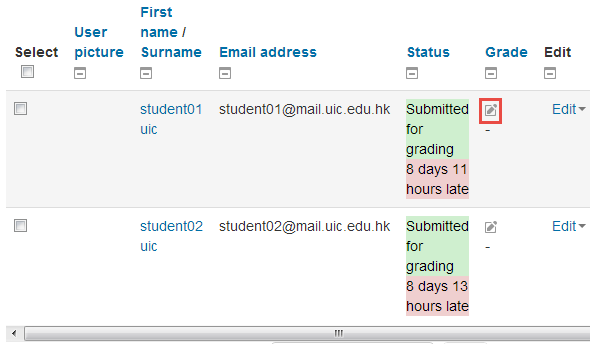 Select
User
picture
First
name /
Surname
Email address
Status
Grade
Edit
student01
uic
student01@mail.uic.edu.hk
Submitted
for
grading
8 days 11
hours late
-
Edit
student02
uic
student02@mail.uic.edu.hk
Submitted
for
grading
8 days 13
hours late
-
Edit